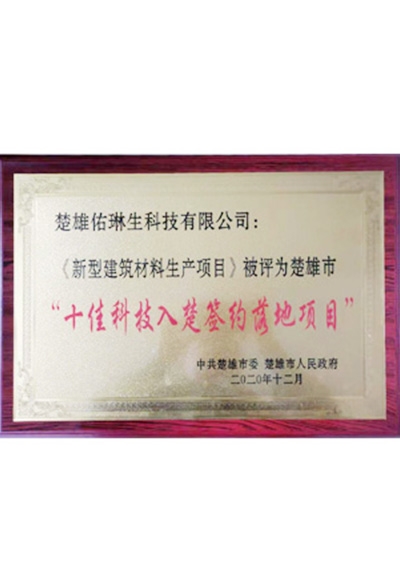 楚雄佑琳生科技有限公司：
《新型建筑材料生产项目》被评为楚雄市
“十佳科技入楚签约落地项目”
中共楚雄市委 楚雄市人民政府
二〇二〇年十二月